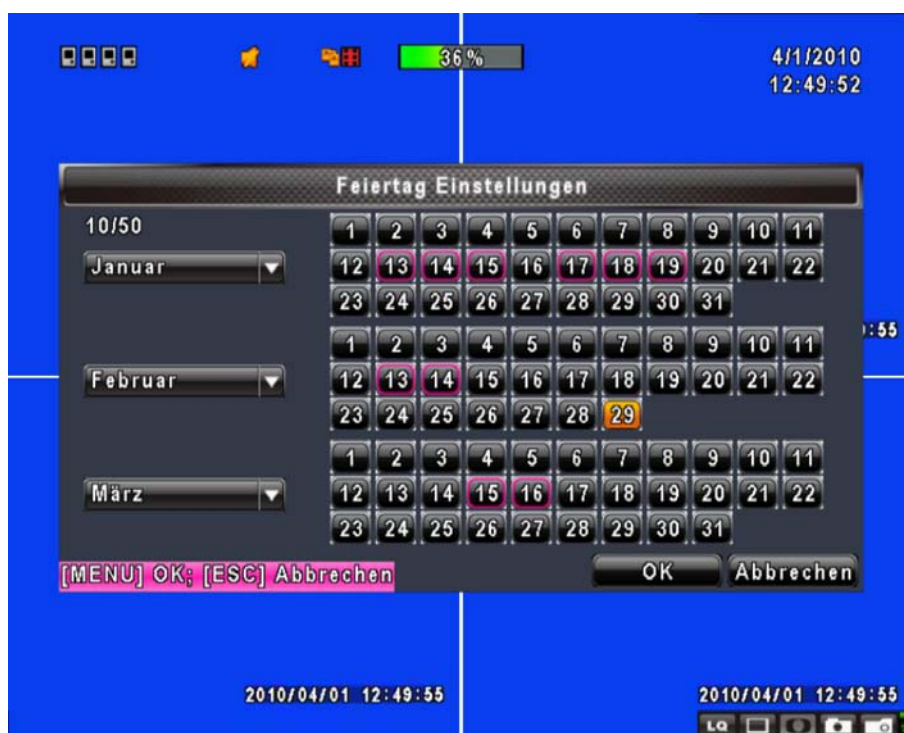 36%
4/1/2010
12:49:52
Feiertag Einstellungen
10/50
1 2 3 4 5 6 7 8 9 10 11
Januar
12 13 14 15 16 17 18 19 20 21 22
23 24 25 26 27 28 29 30 31
:55
1 2 3 4 5 6 7 8 9 10 11
Februar
12 13 14 15 16 17 18 19 20 21 22
23 24 25 26 27 28 29
1 2 3 4 5 6 7 8 9 10 11
März
12 13 14 15 16 17 18 19 20 21 22
23 24 25 26 27 28 29 30 31
[MENU] OK; [ESC] Abbrechen
OK
Abbrechen
2010/04/01 12:49:55
2010/04/01 12:49:55
LQ